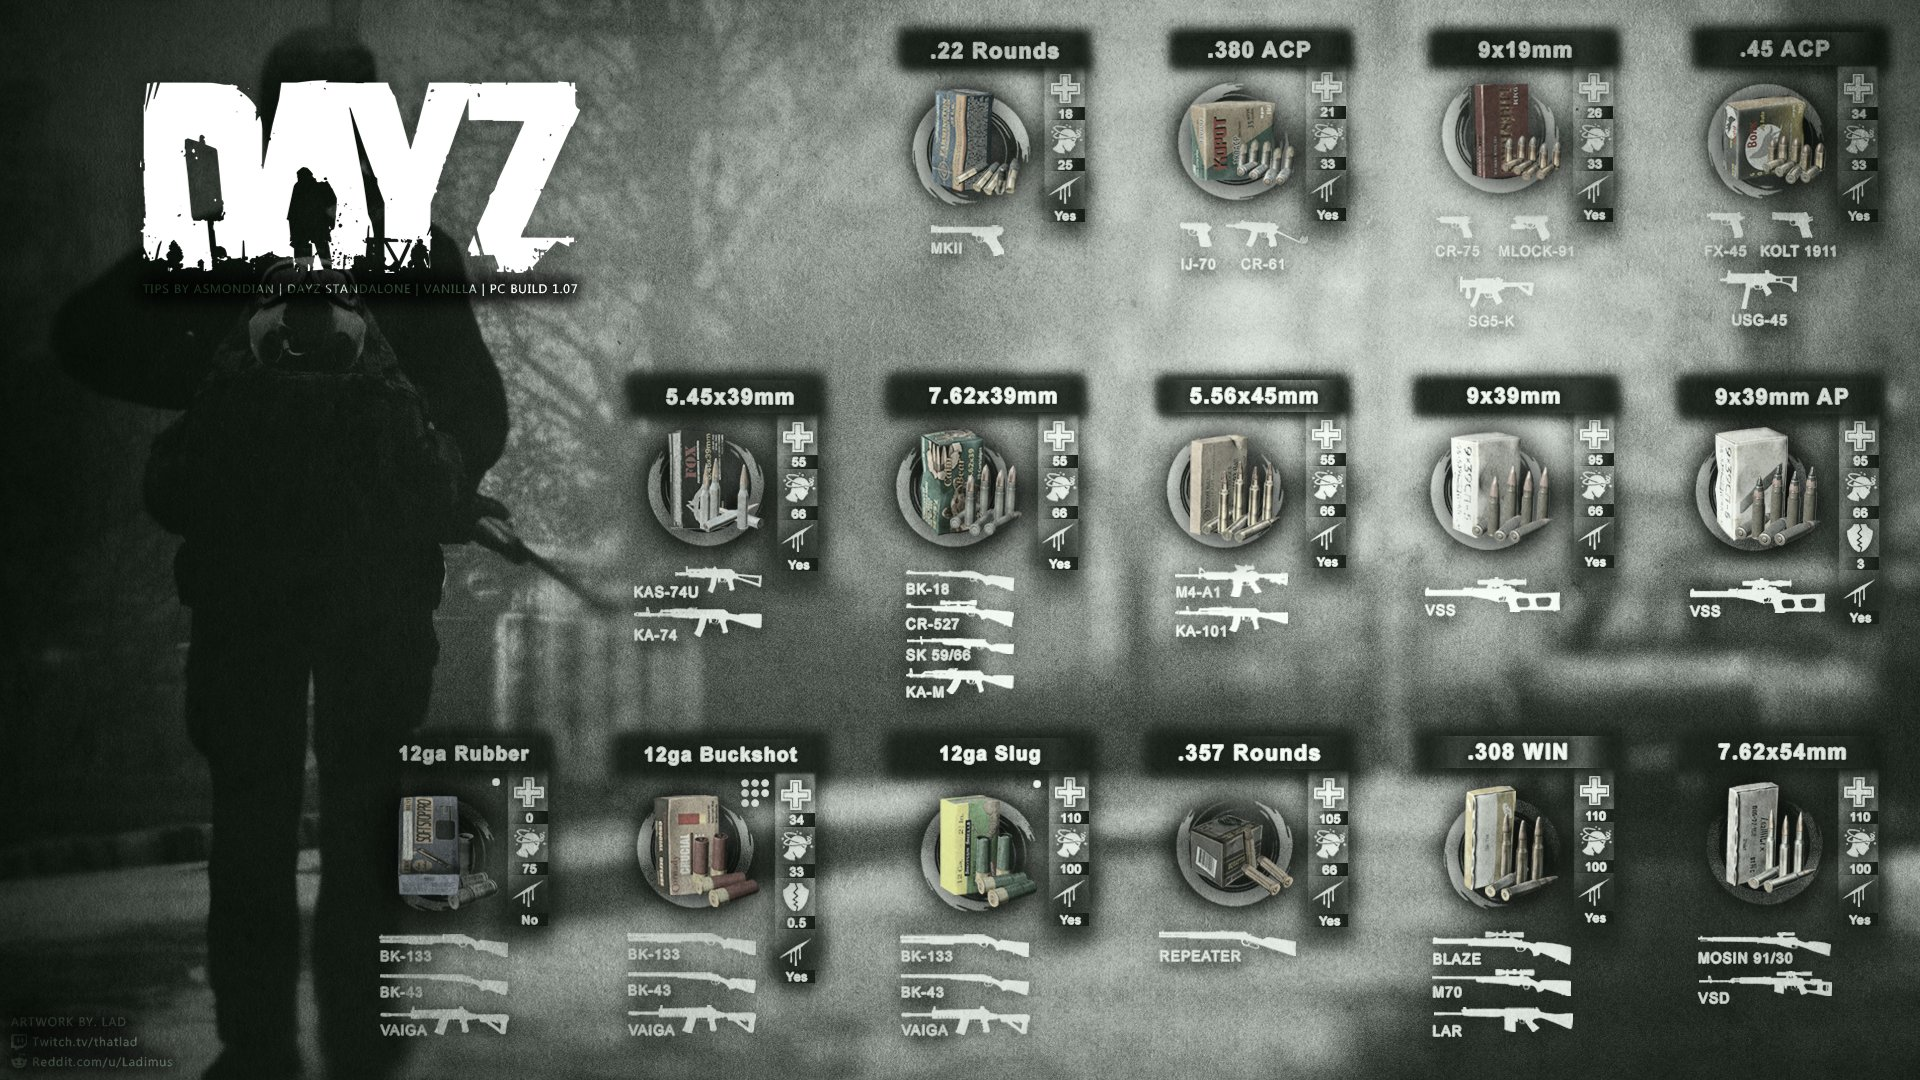 DAYZ
TIPS BY ASMONDIAN | DAYZ STANDALONE | VANILLA | PC BUILD 1.07
.22 Rounds
18
25
Yes
MKII
.380 ACP
21
33
Yes
IJ-70 CR-61
9x19mm
26
33
Yes
CR-75 MLOCK-91
SG5-K
.45 ACP
34
33
Yes
FX-45 KOLT 1911
USG-45
5.45x39mm
FOX
55
66
Yes
KAS-74U
KA-74
7.62x39mm
55
66
Yes
BK-18
CR-527
SK 59/66
KA-M
5.56x45mm
55
66
Yes
M4-A1
KA-101
9x39mm
95
66
Yes
VSS
9x39mm AP
95
66
3
Yes
VSS
12ga Rubber
0
75
No
BK-133
BK-43
VAIGA
12ga Buckshot
34
33
0.5
Yes
BK-133
BK-43
VAIGA
12ga Slug
110
100
Yes
BK-133
BK-43
VAIGA
.357 Rounds
105
66
Yes
REPEATER
.308 WIN
110
100
Yes
BLAZE
M70
LAR
7.62x54mm
110
100
Yes
MOSIN 91/30
VSD
ARTWORK BY. LAD
Twitch.tv/thatlad
Reddit.com/u/Ladimus